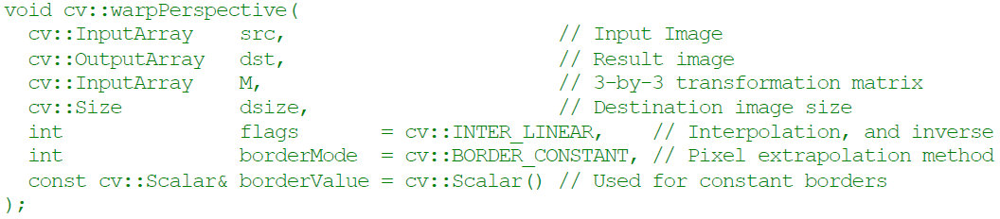 void cv::warpPerspective(
  cv::InputArray    src,                       // Input Image
  cv::OutputArray   dst,                       // Result image
  cv::InputArray    M,                         // 3-by-3 transformation matrix
  cv::Size          dsize,                     // Destination image size
  int               flags       = cv::INTER_LINEAR,    // Interpolation, and inverse
  int               borderMode  = cv::BORDER_CONSTANT, // Pixel extrapolation method
  const cv::Scalar& borderValue = cv::Scalar() // Used for constant borders
);